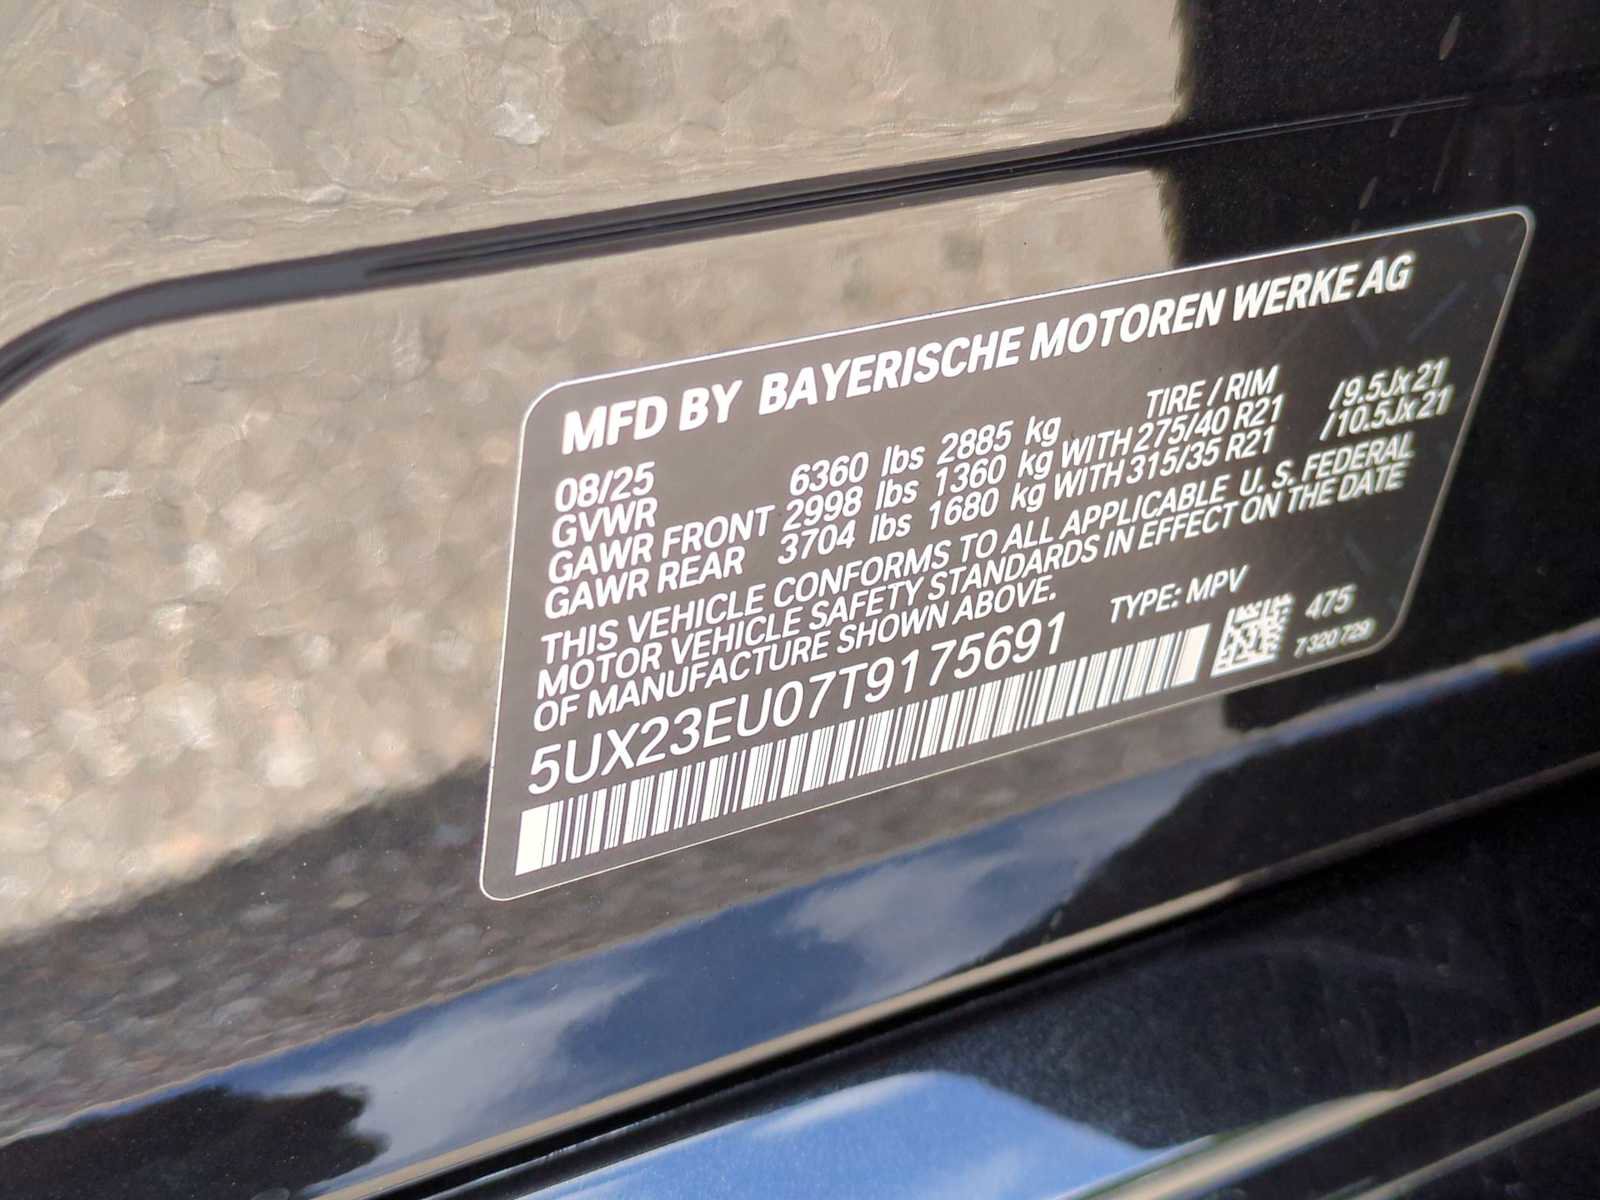 MFD BY BAYERISCHE MOTOREN WERKE AG
08/25 TIRE / RIM
GVWR 6360 lbs 2885 kg
GAWR FRONT 2998 lbs 1360 kg WITH 275/40 R21 /9.5Jx21
GAWR REAR 3704 lbs 1680 kg WITH 315/35 R21 /10.5Jx21
THIS VEHICLE CONFORMS TO ALL APPLICABLE U. S. FEDERAL
MOTOR VEHICLE SAFETY STANDARDS IN EFFECT ON THE DATE
OF MANUFACTURE SHOWN ABOVE.
5UX23EU07T9175691 TYPE: MPV
475
7 320 729